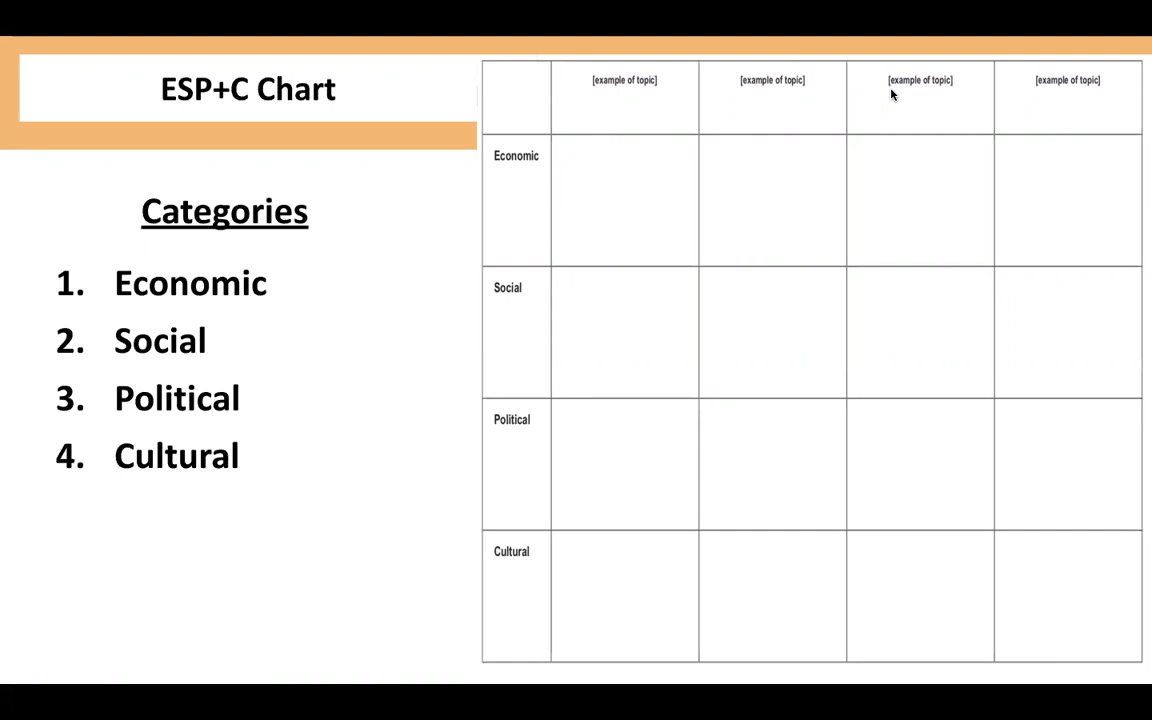 ESP+C Chart
Categories
1. Economic
2. Social
3. Political
4. Cultural
[example of topic] [example of topic] [example of topic] [example of topic]
Economic
Social
Political
Cultural